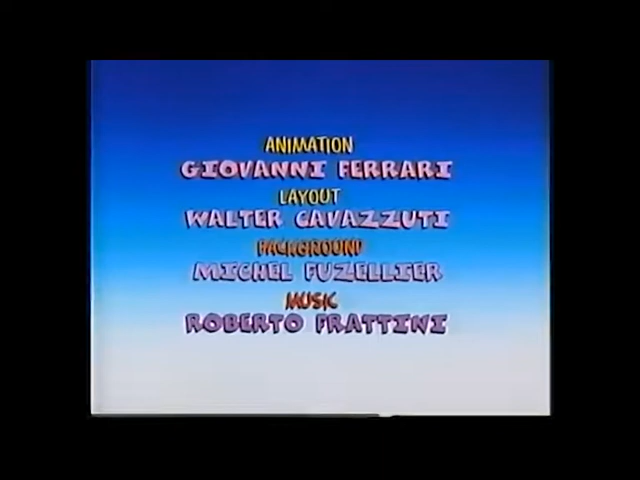 ANIMATION
GIOVANNI FERRARI
LAYOUT
WALTER CAVAZZUTI
BACKGROUND
MICHEL FUZELLIER
MUSIC
ROBERTO FRATTINI